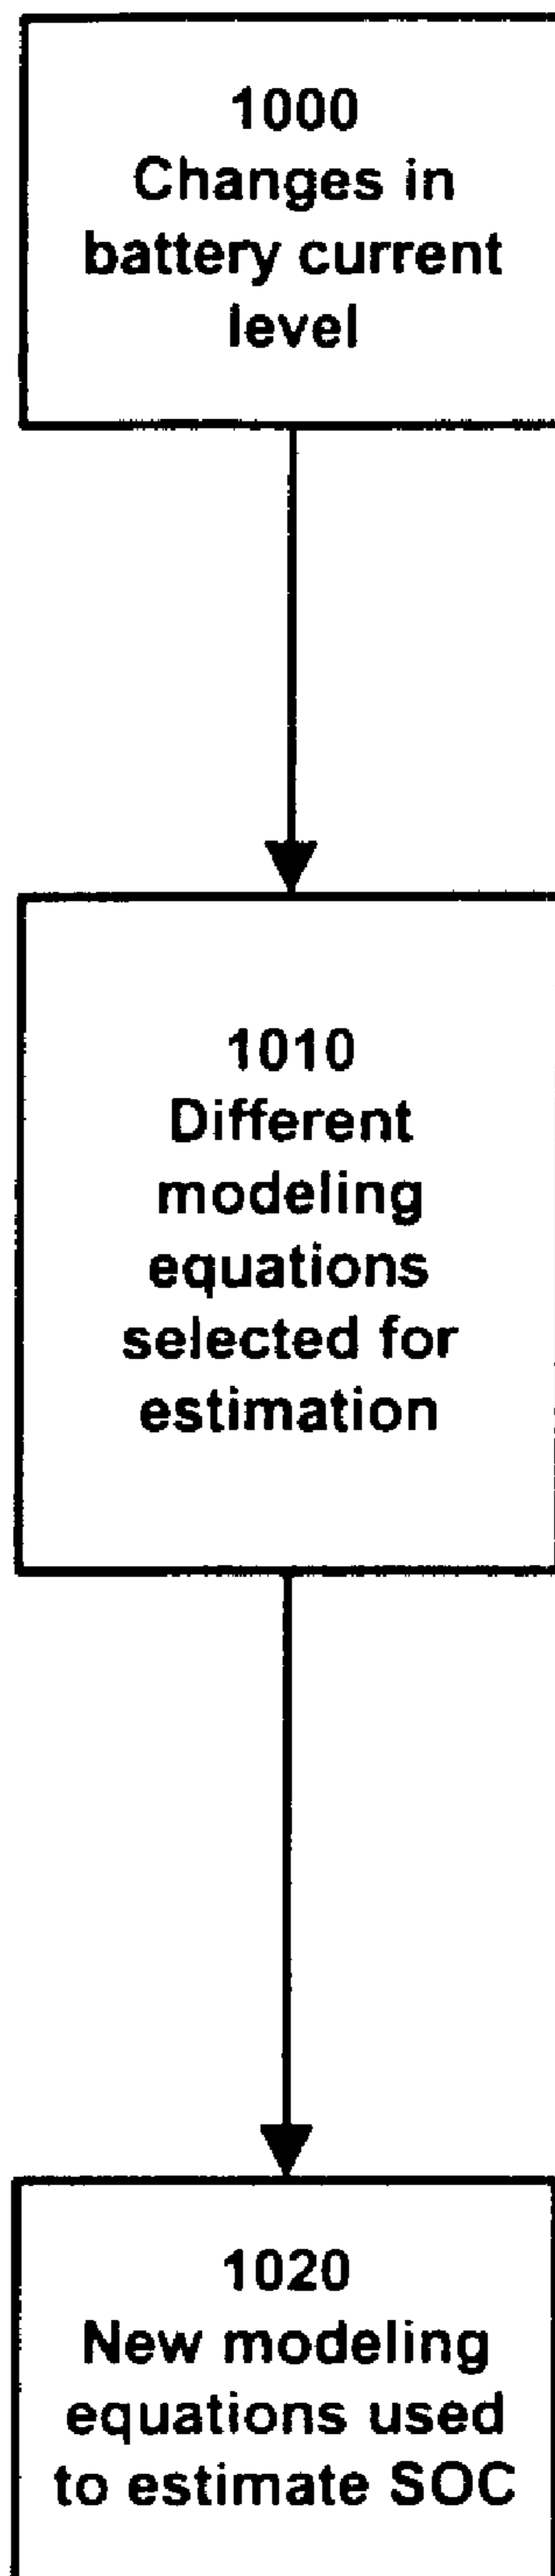 1000
Changes in
battery current
level
1010
Different
modeling
equations
selected for
estimation
1020
New modeling
equations used
to estimate SOC